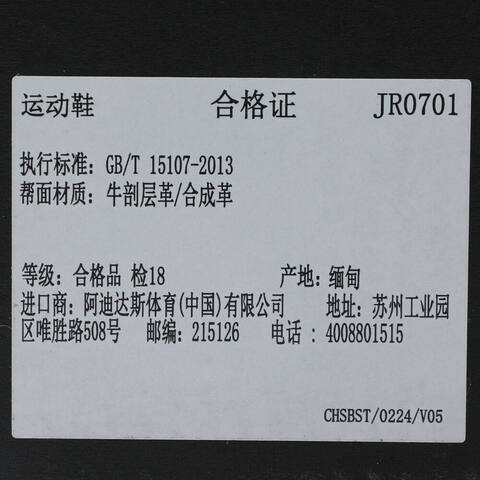 运动鞋 合格证 JR0701
执行标准: GB/T 15107-2013
帮面材质: 牛剖层革/合成革
等级: 合格品 检18 产地: 缅甸
进口商: 阿迪达斯体育(中国)有限公司 地址: 苏州工业园
区唯胜路508号 邮编: 215126 电话 : 4008801515
CHSBST/0224/V05